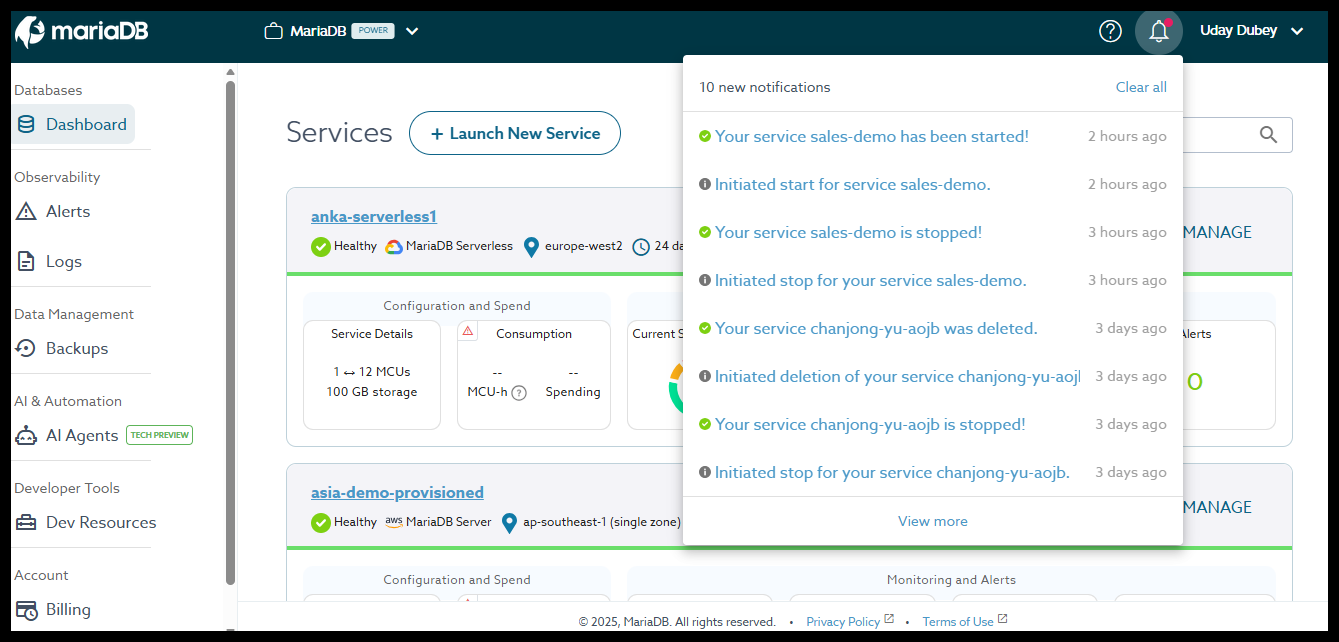 mariaDB
MariaDB POWER
Uday Dubey
Databases
Dashboard
Observability
Alerts
Logs
Data Management
Backups
AI & Automation
AI Agents TECH PREVIEW
Developer Tools
Dev Resources
Account
Billing
Services
+ Launch New Service
anka-serverless1
Healthy MariaDB Serverless europe-west2 24 da
MANAGE
Configuration and Spend
Service Details
1 ↔ 12 MCUs
100 GB storage
Consumption
-- --
MCU-h ? Spending
Current S
Alerts
0
asia-demo-provisioned
Healthy aws MariaDB Server ap-southeast-1 (single zone)
MANAGE
Configuration and Spend
Monitoring and Alerts
10 new notifications Clear all
Your service sales-demo has been started! 2 hours ago
Initiated start for service sales-demo. 2 hours ago
Your service sales-demo is stopped! 3 hours ago
Initiated stop for your service sales-demo. 3 hours ago
Your service chanjong-yu-aojb was deleted. 3 days ago
Initiated deletion of your service chanjong-yu-aojl 3 days ago
Your service chanjong-yu-aojb is stopped! 3 days ago
Initiated stop for your service chanjong-yu-aojb. 3 days ago
View more
© 2025, MariaDB. All rights reserved. • Privacy Policy • Terms of Use